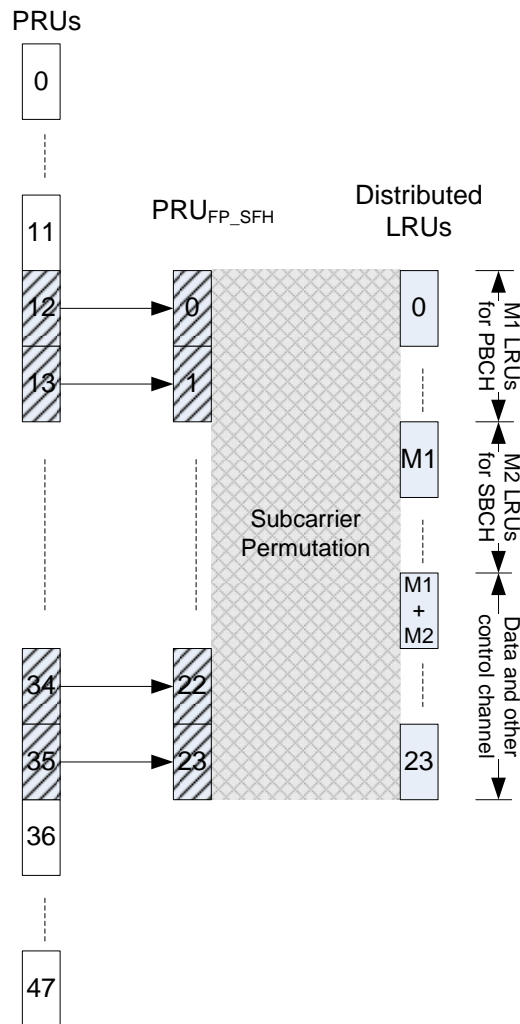 PRUs
0
11
12
13
34
35
36
47
PRU_FP_SFH
0
1
22
23
Subcarrier
Permutation
Distributed
LRUs
0
M1
M1
+
M2
23
M1 LRUs
for PBCH
M2 LRUs
for SBCH
Data and other
control channel